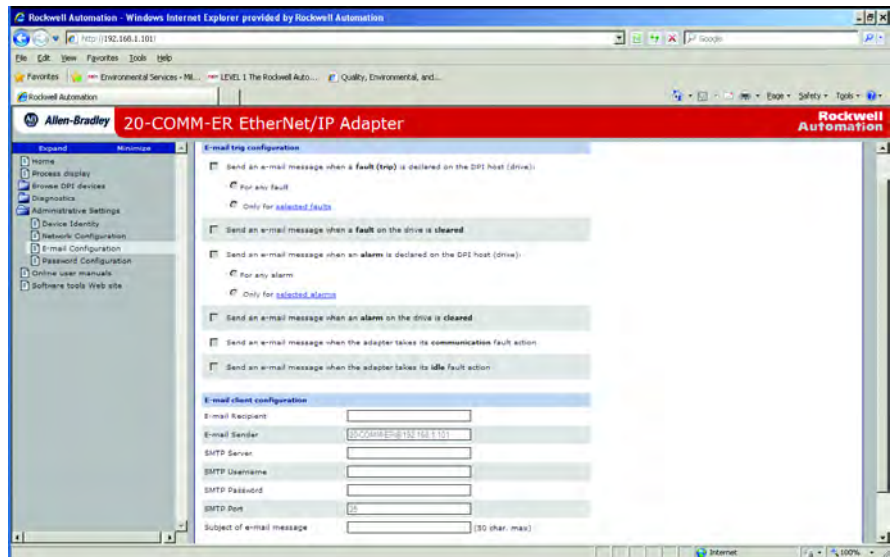 Rockwell Automation - Windows Internet Explorer provided by Rockwell Automation
http://192.168.1.101/
Google
File Edit View Favorites Tools Help
Favorites Environmental Services - Mil... LEVEL 1 The Rockwell Auto... Quality, Environmental, and...
Rockwell Automation
Page Safety Tools
Allen-Bradley 20-COMM-ER EtherNet/IP Adapter Rockwell Automation
Expand Minimize
Home
Process display
Browse DPI devices
Diagnostics
Administrative Settings
Device Identity
Network Configuration
E-mail Configuration
Password Configuration
Online user manuals
Software tools Web site
E-mail trig configuration
Send an e-mail message when a fault (trip) is declared on the DPI host (drive):
For any fault
Only for selected faults
Send an e-mail message when a fault on the drive is cleared
Send an e-mail message when an alarm is declared on the DPI host (drive):
For any alarm
Only for selected alarms
Send an e-mail message when an alarm on the drive is cleared
Send an e-mail message when the adapter takes its communication fault action
Send an e-mail message when the adapter takes its idle fault action
E-mail client configuration
E-mail Recipient
E-mail Sender 20-COMM-ER@192.168.1.101
SMTP Server
SMTP Username
SMTP Password
SMTP Port 25
Subject of e-mail message (50 char. max)
Internet 100%